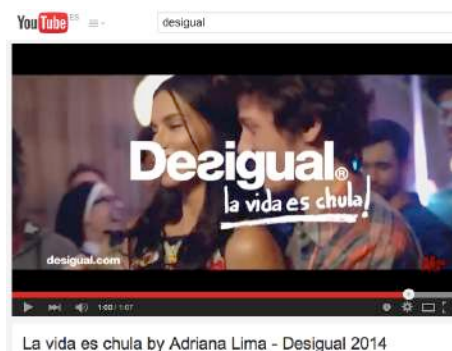 YouTube ES
desigual
Desigual®
la vida es chula!
desigual.com
1:00 / 1:07
La vida es chula by Adriana Lima - Desigual 2014